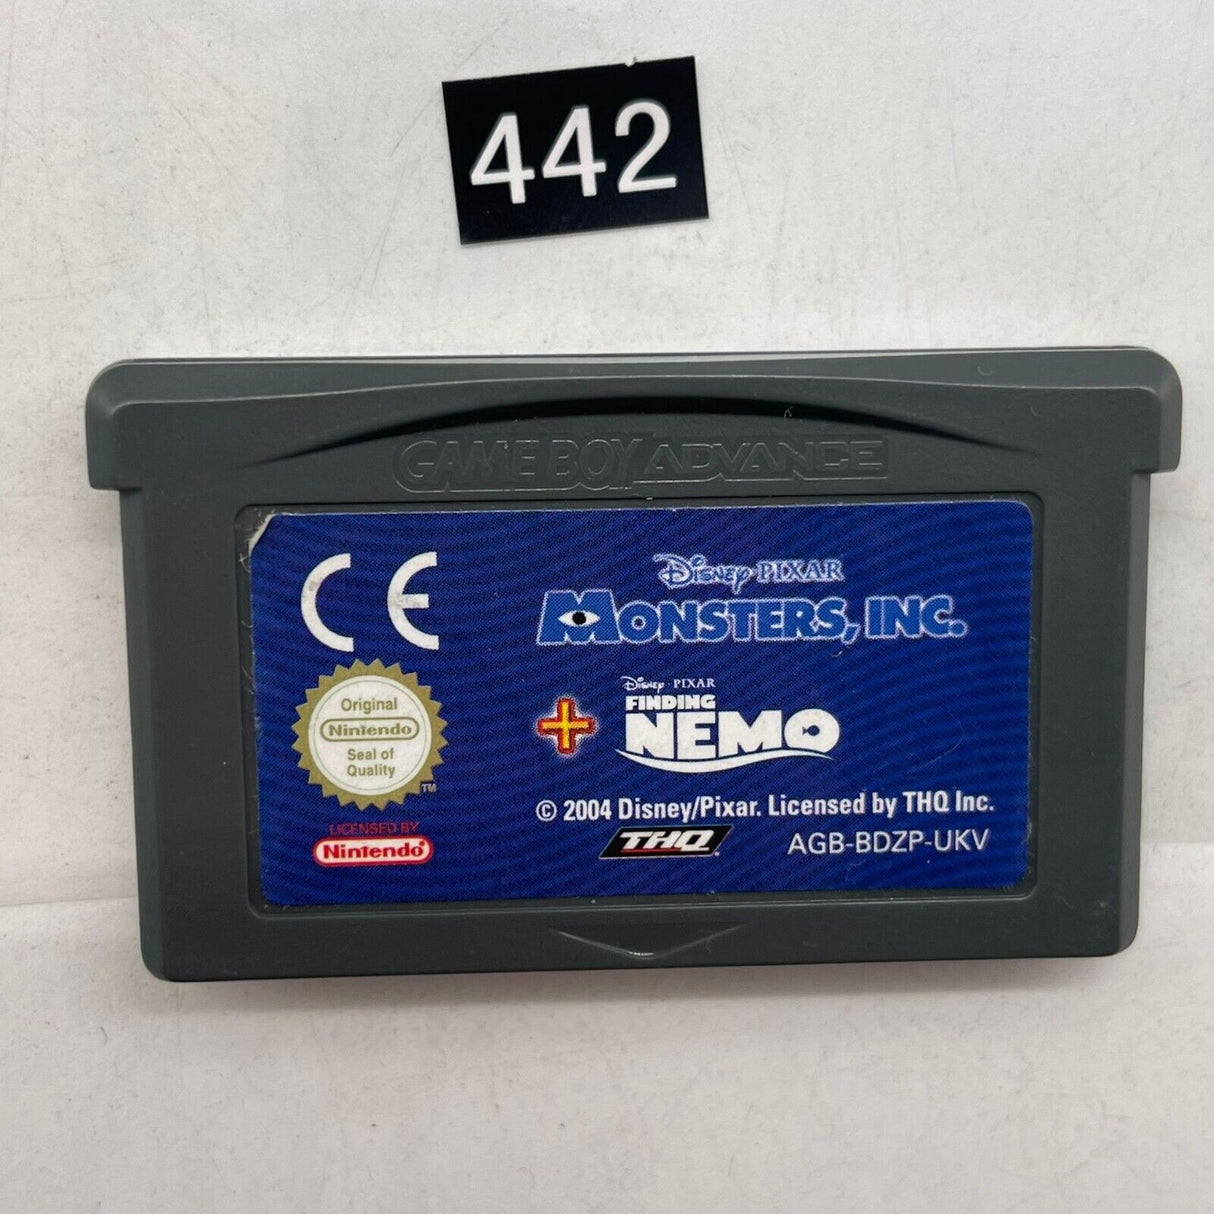 442
GAME BOY ADVANCE
CE
Disney·PIXAR
MONSTERS, INC.
Disney · PIXAR
+ FINDING
NEMO
Original
Nintendo
Seal of
Quality
TM
LICENSED BY
Nintendo
© 2004 Disney/Pixar. Licensed by THQ Inc.
THQ. AGB-BDZP-UKV